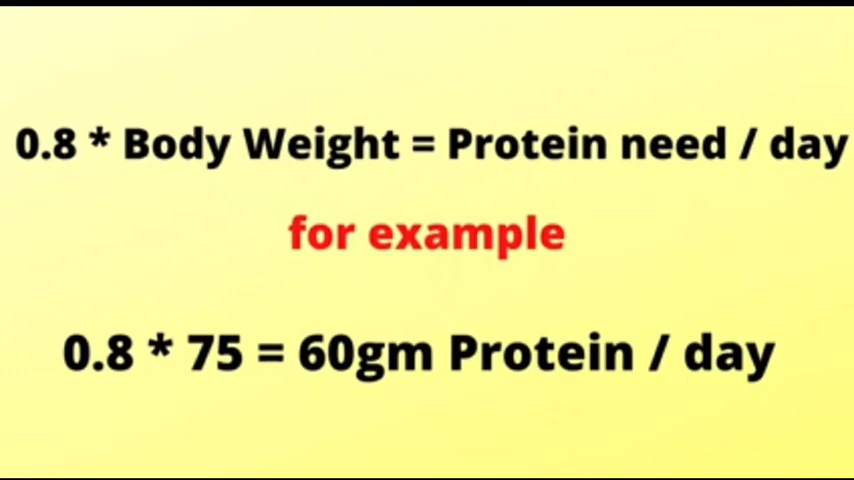 0.8 * Body Weight = Protein need / day
for example
0.8 * 75 = 60gm Protein / day